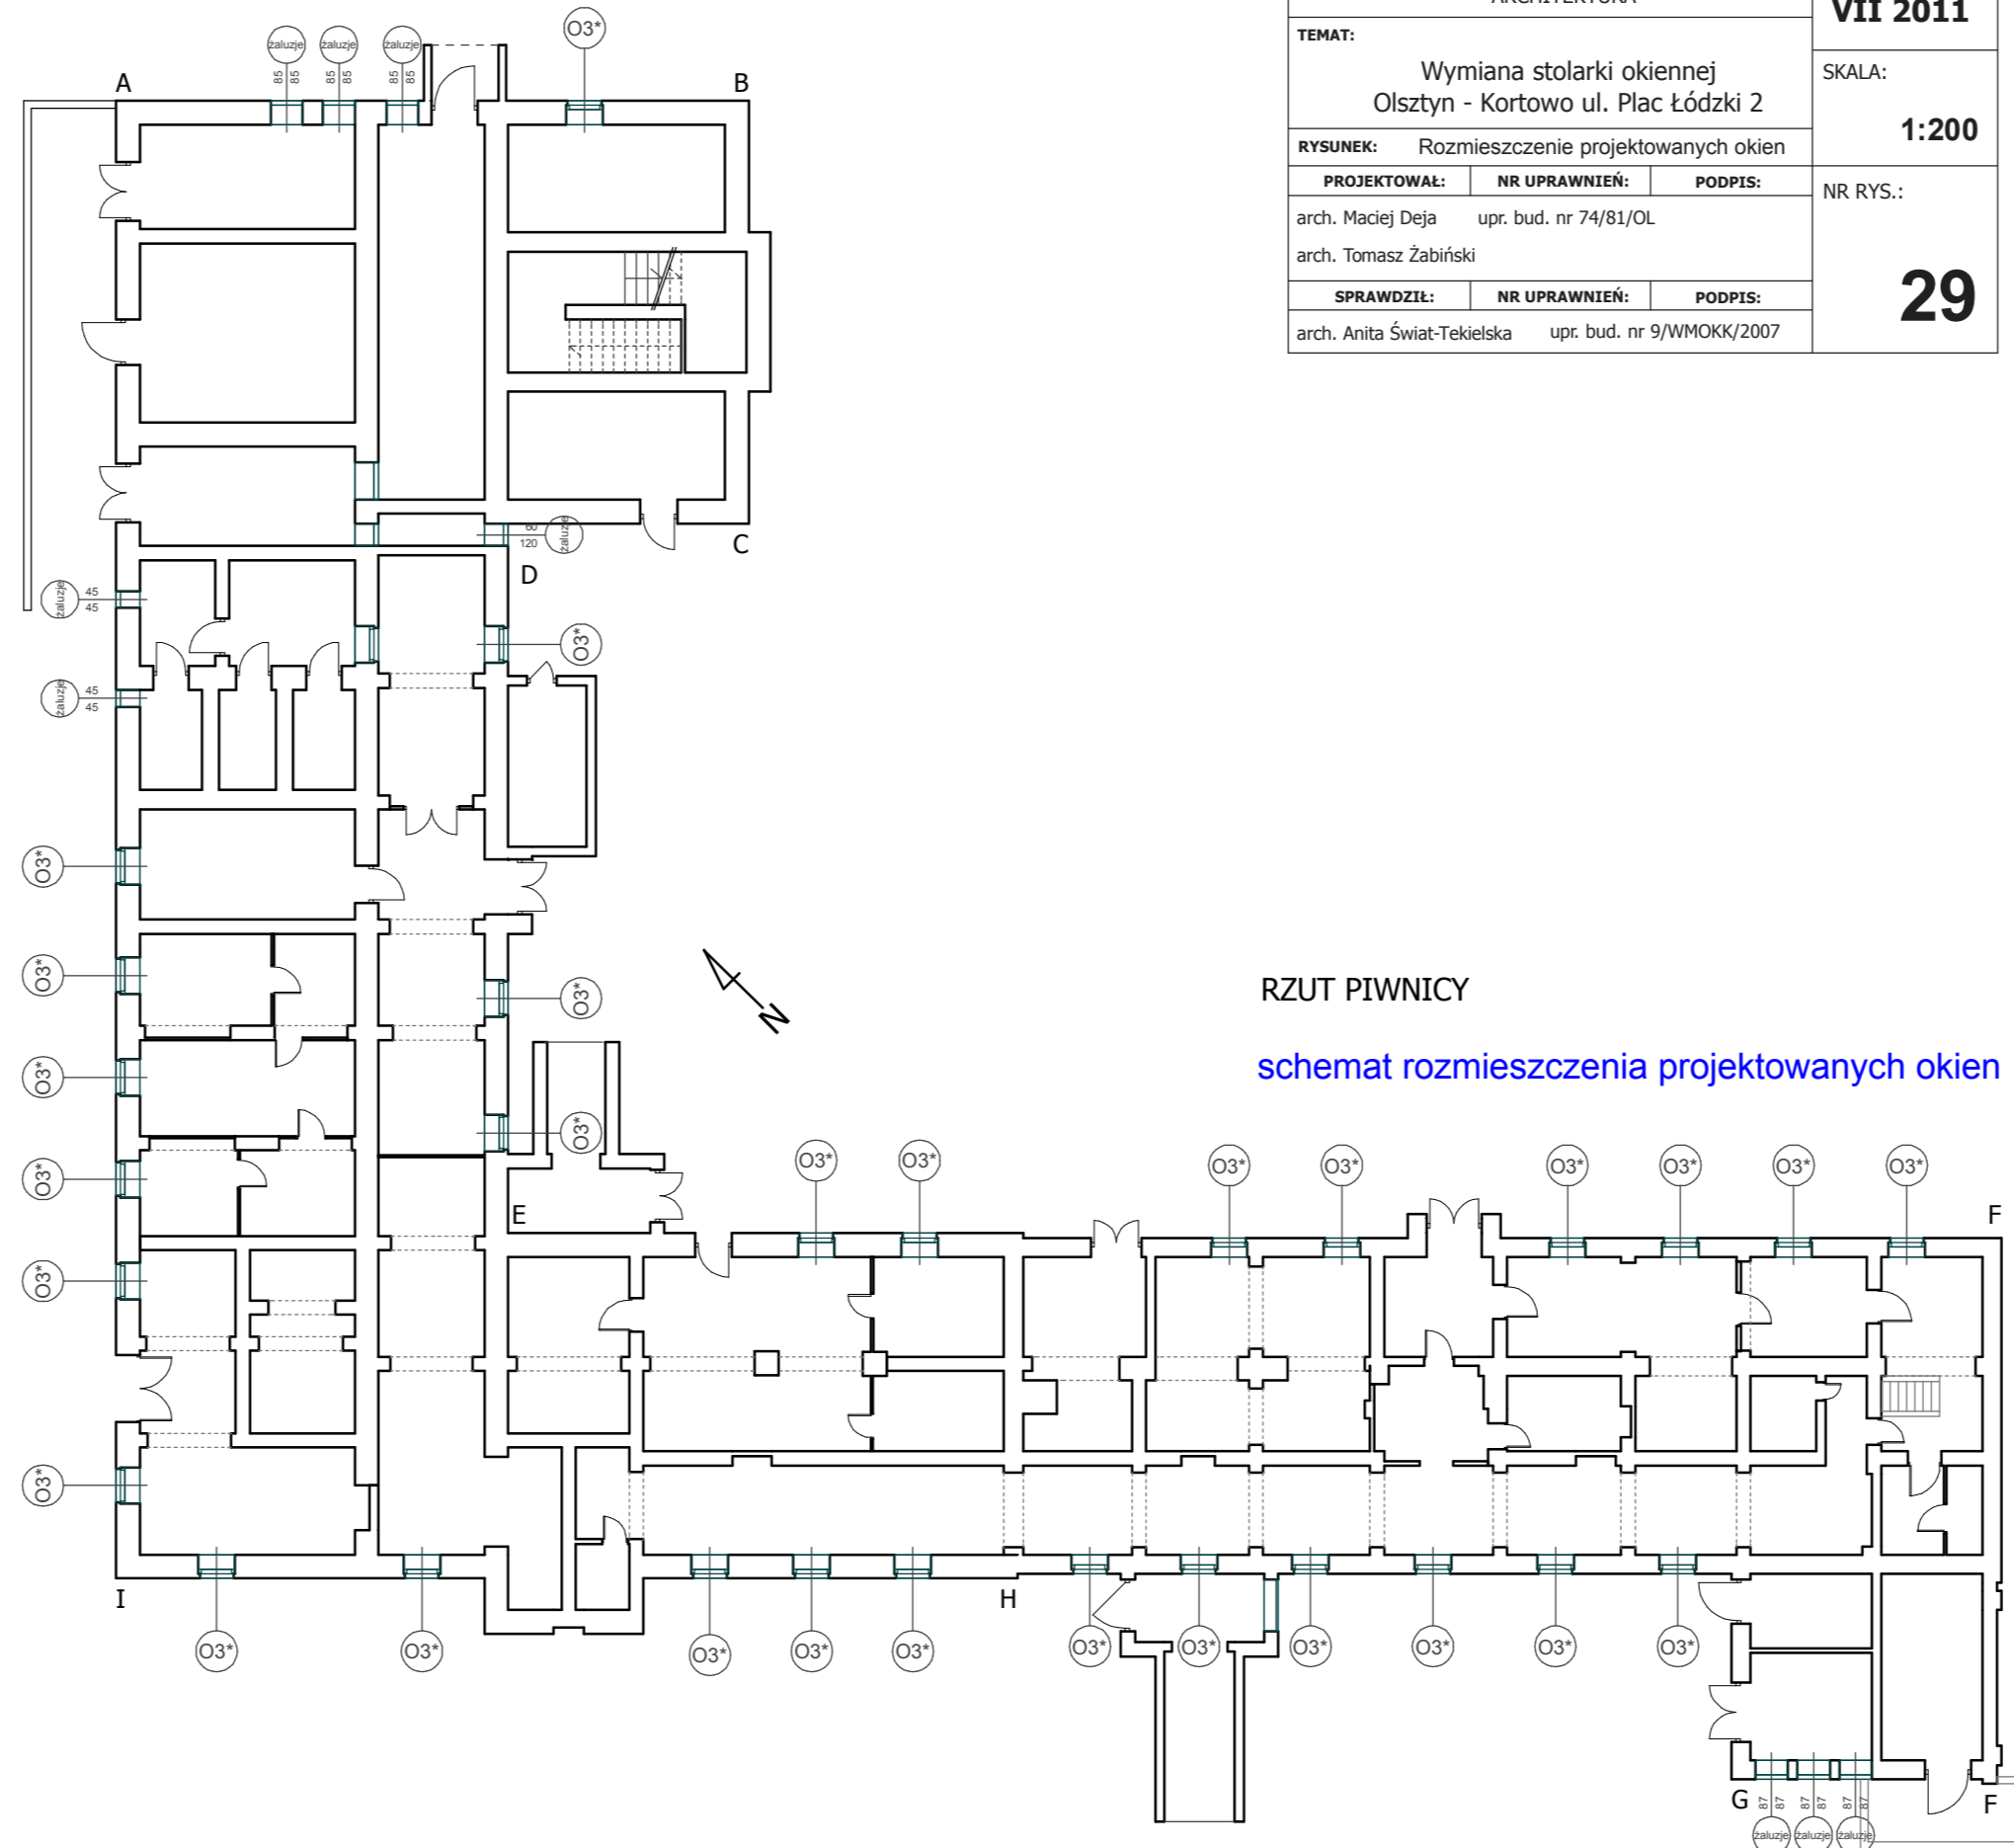 ARCHITEKTURA
VII 2011
TEMAT:
Wymiana stolarki okiennej
Olsztyn - Kortowo ul. Plac Łódzki 2
SKALA:
1:200
RYSUNEK: Rozmieszczenie projektowanych okien
PROJEKTOWAŁ: NR UPRAWNIEŃ: PODPIS:
NR RYS.:
arch. Maciej Deja upr. bud. nr 74/81/OL
arch. Tomasz Żabiński
29
SPRAWDZIŁ: NR UPRAWNIEŃ: PODPIS:
arch. Anita Świat-Tekielska upr. bud. nr 9/WMOKK/2007
O3*
żaluzje żaluzje żaluzje
85 85 85 85 85 85
A B
60
120
żaluzje
C
D
żaluzje
45
45
O3*
żaluzje
45
45
O3*
O3*
O3*
N
RZUT PIWNICY
schemat rozmieszczenia projektowanych okien
O3*
O3*
O3*
O3* O3* O3* O3* O3* O3* O3* O3*
O3*
E F
O3*
O3*
I H
O3* O3* O3* O3* O3* O3* O3* O3* O3* O3* O3*
G F
87 87 87 87 87 87
żaluzje żaluzje żaluzje